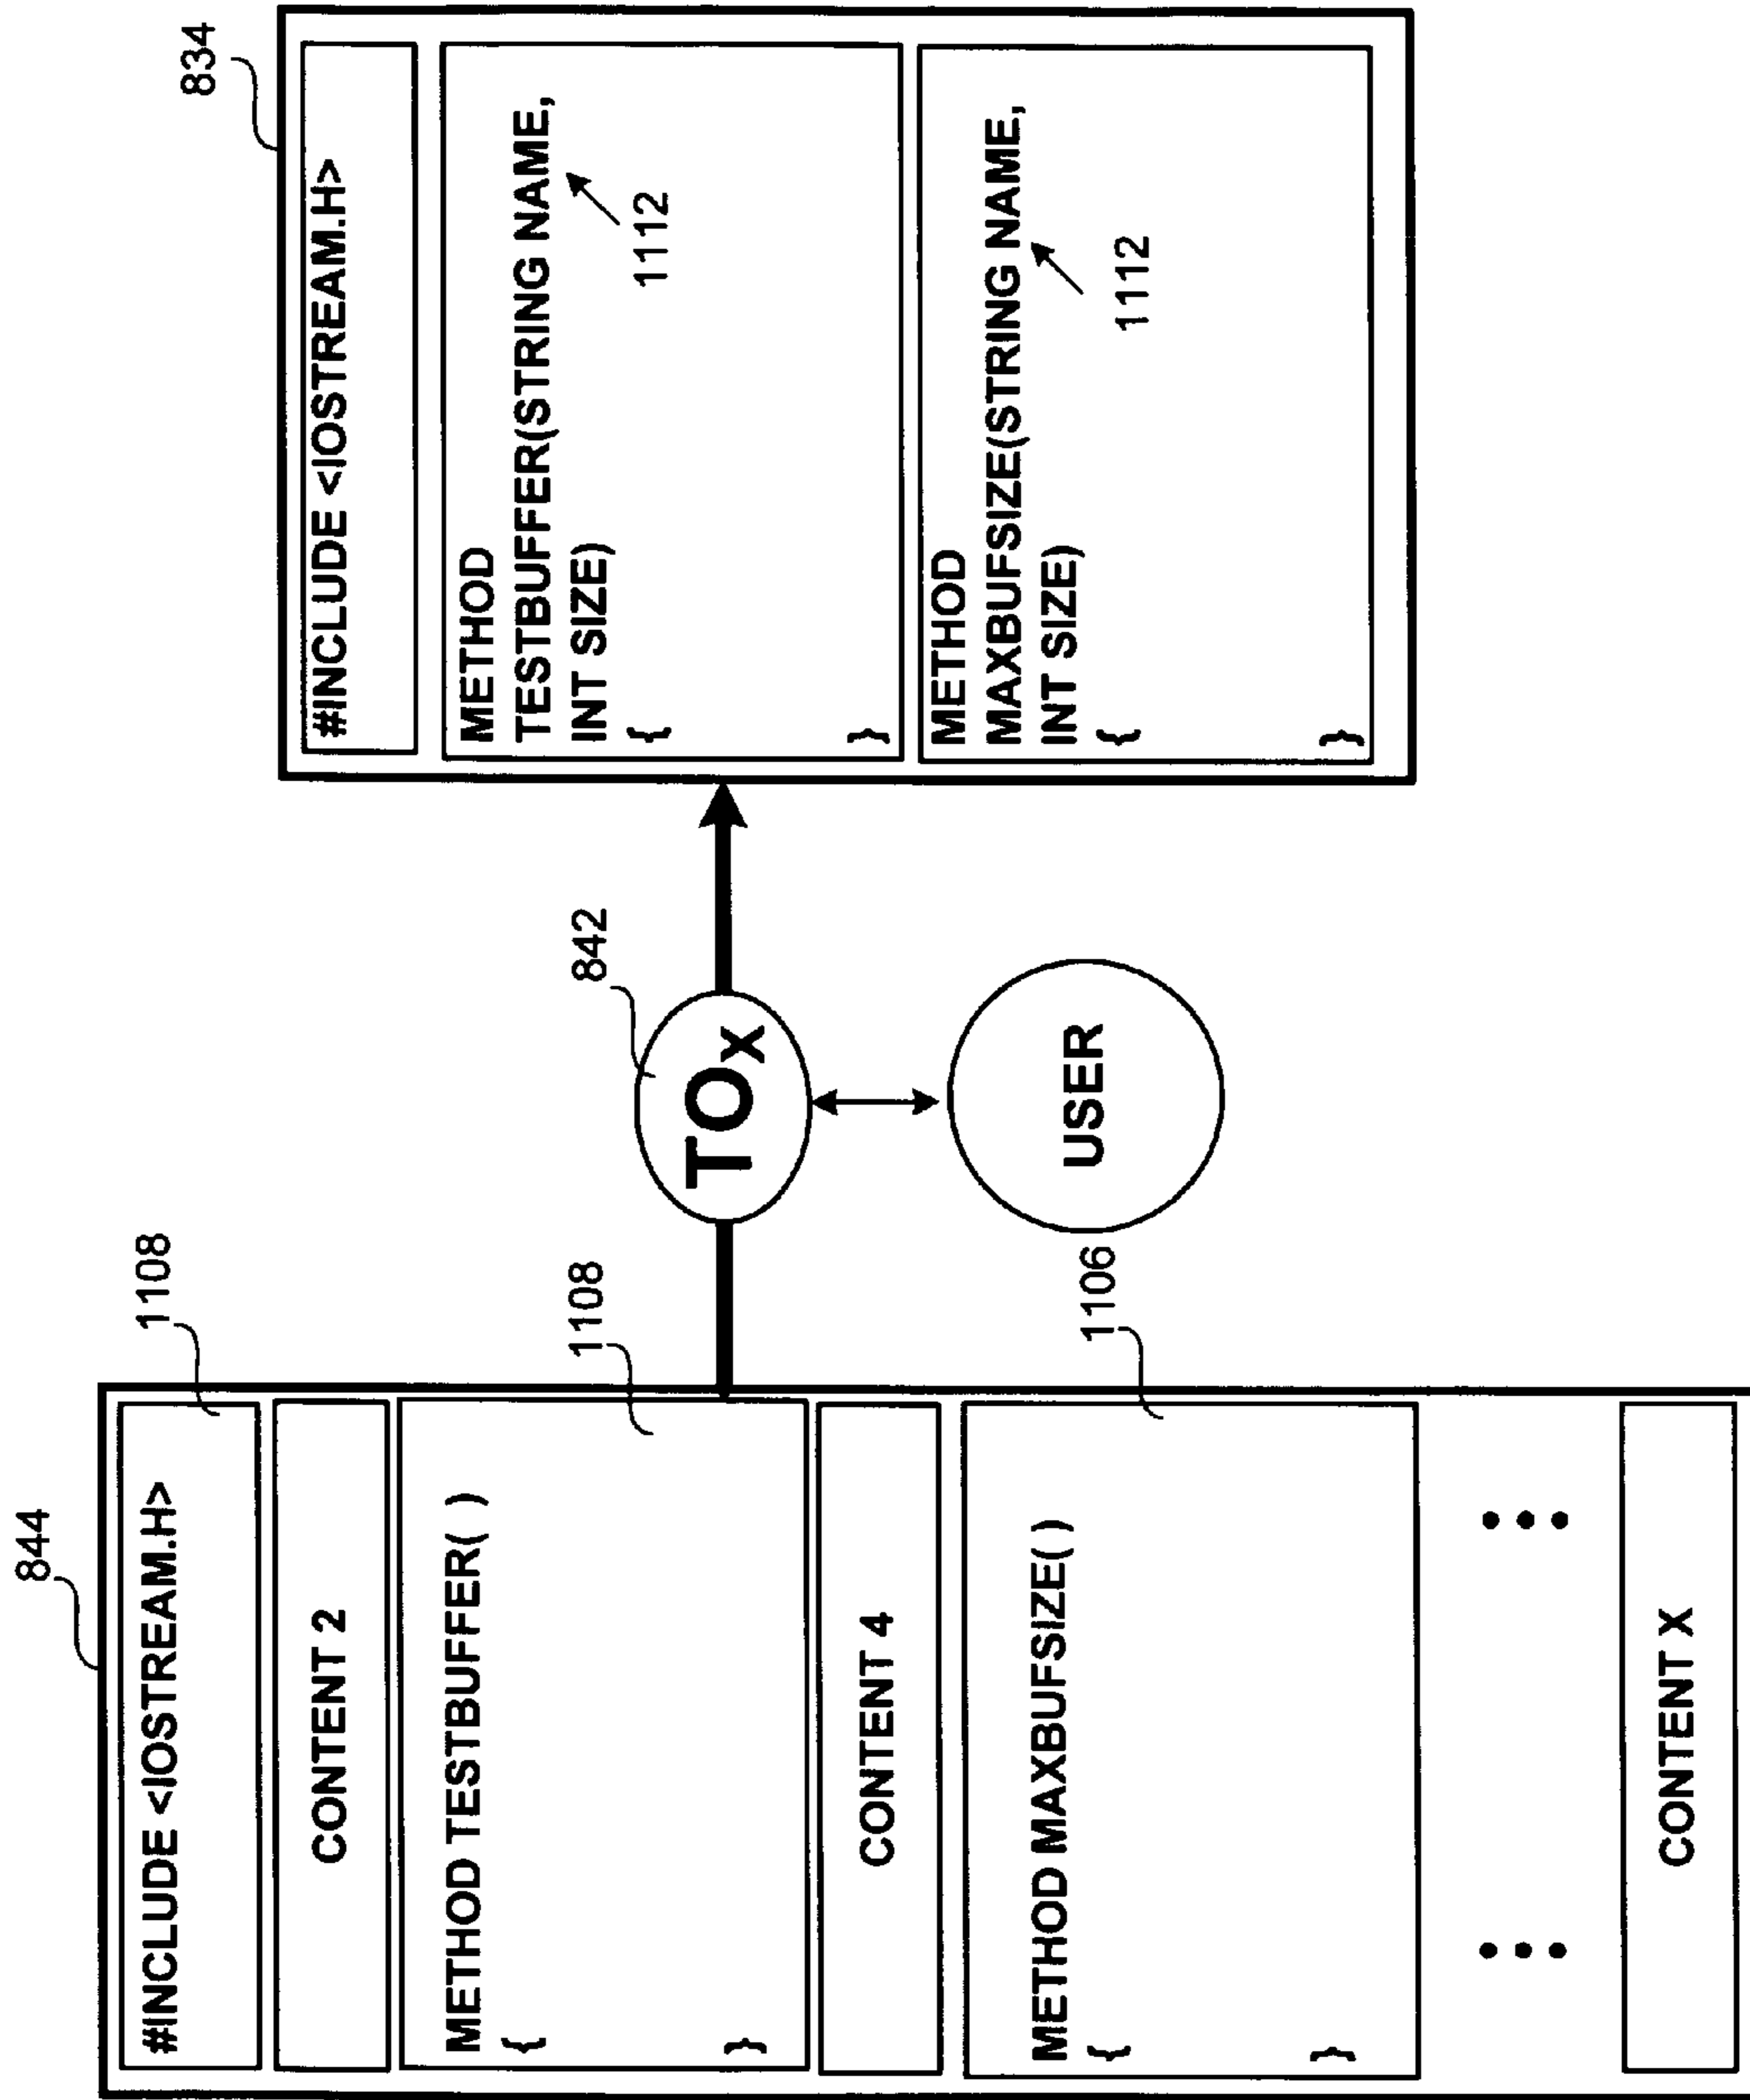 844
1108
#INCLUDE <IOSTREAM.H>
CONTENT 2
1108
METHOD TESTBUFFER( )
{
}
CONTENT 4
1106
METHOD MAXBUFSIZE( )
{
}
CONTENT X
842
TOx
USER
834
#INCLUDE <IOSTREAM.H>
METHOD
TESTBUFFER(STRING NAME,
INT SIZE)
1112
{
}
METHOD
MAXBUFSIZE(STRING NAME,
INT SIZE)
1112
{
}